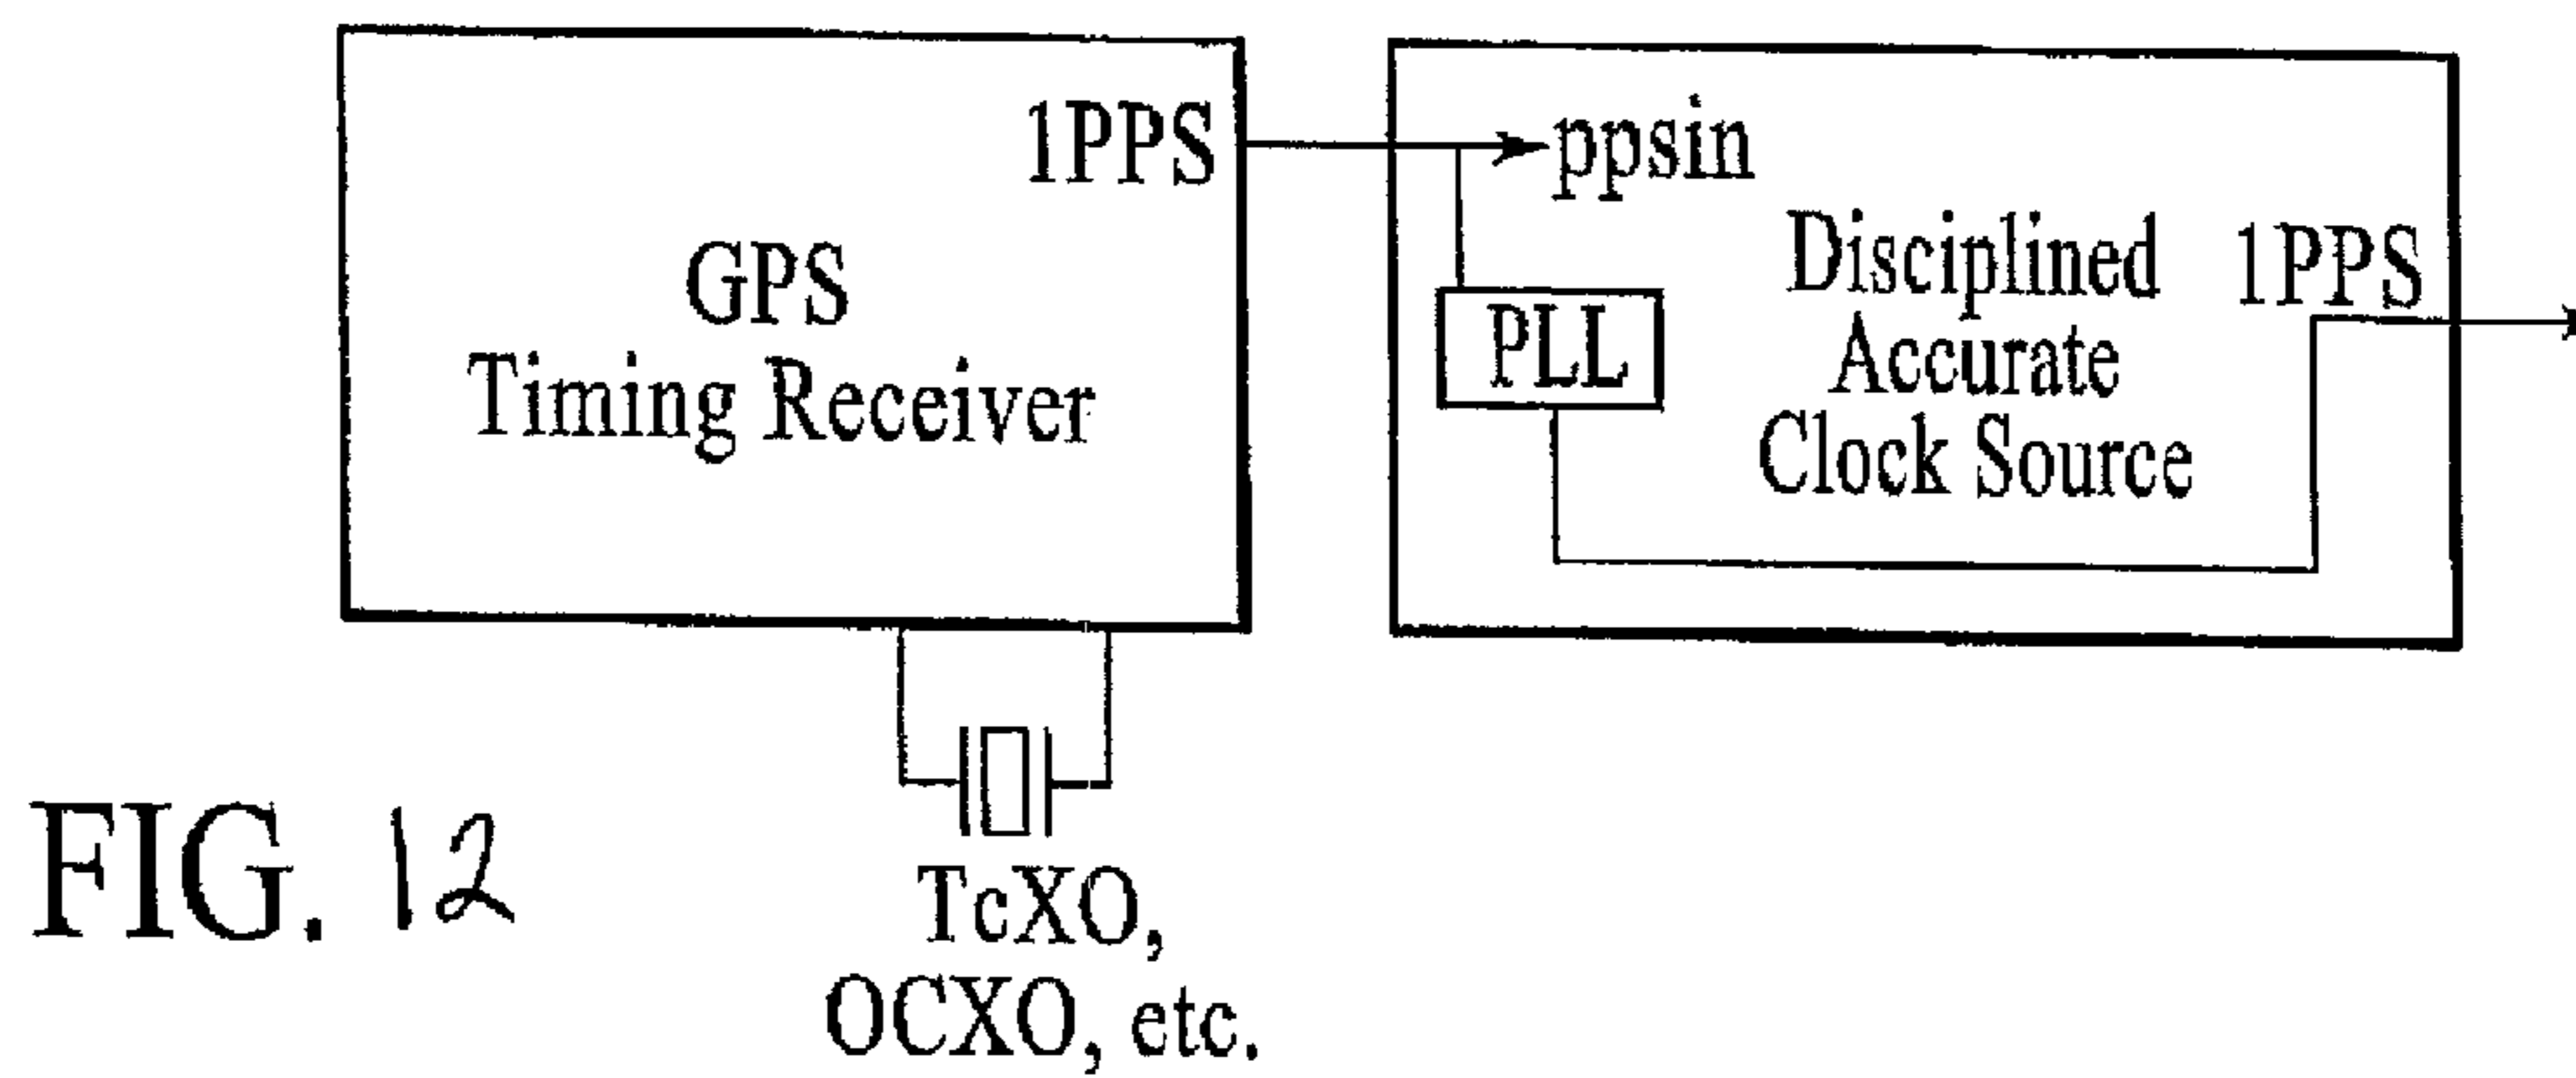 1PPS
GPS
Timing Receiver
ppsin
PLL
Disciplined
Accurate
Clock Source
1PPS
TcXO,
OCXO, etc.
FIG. 12